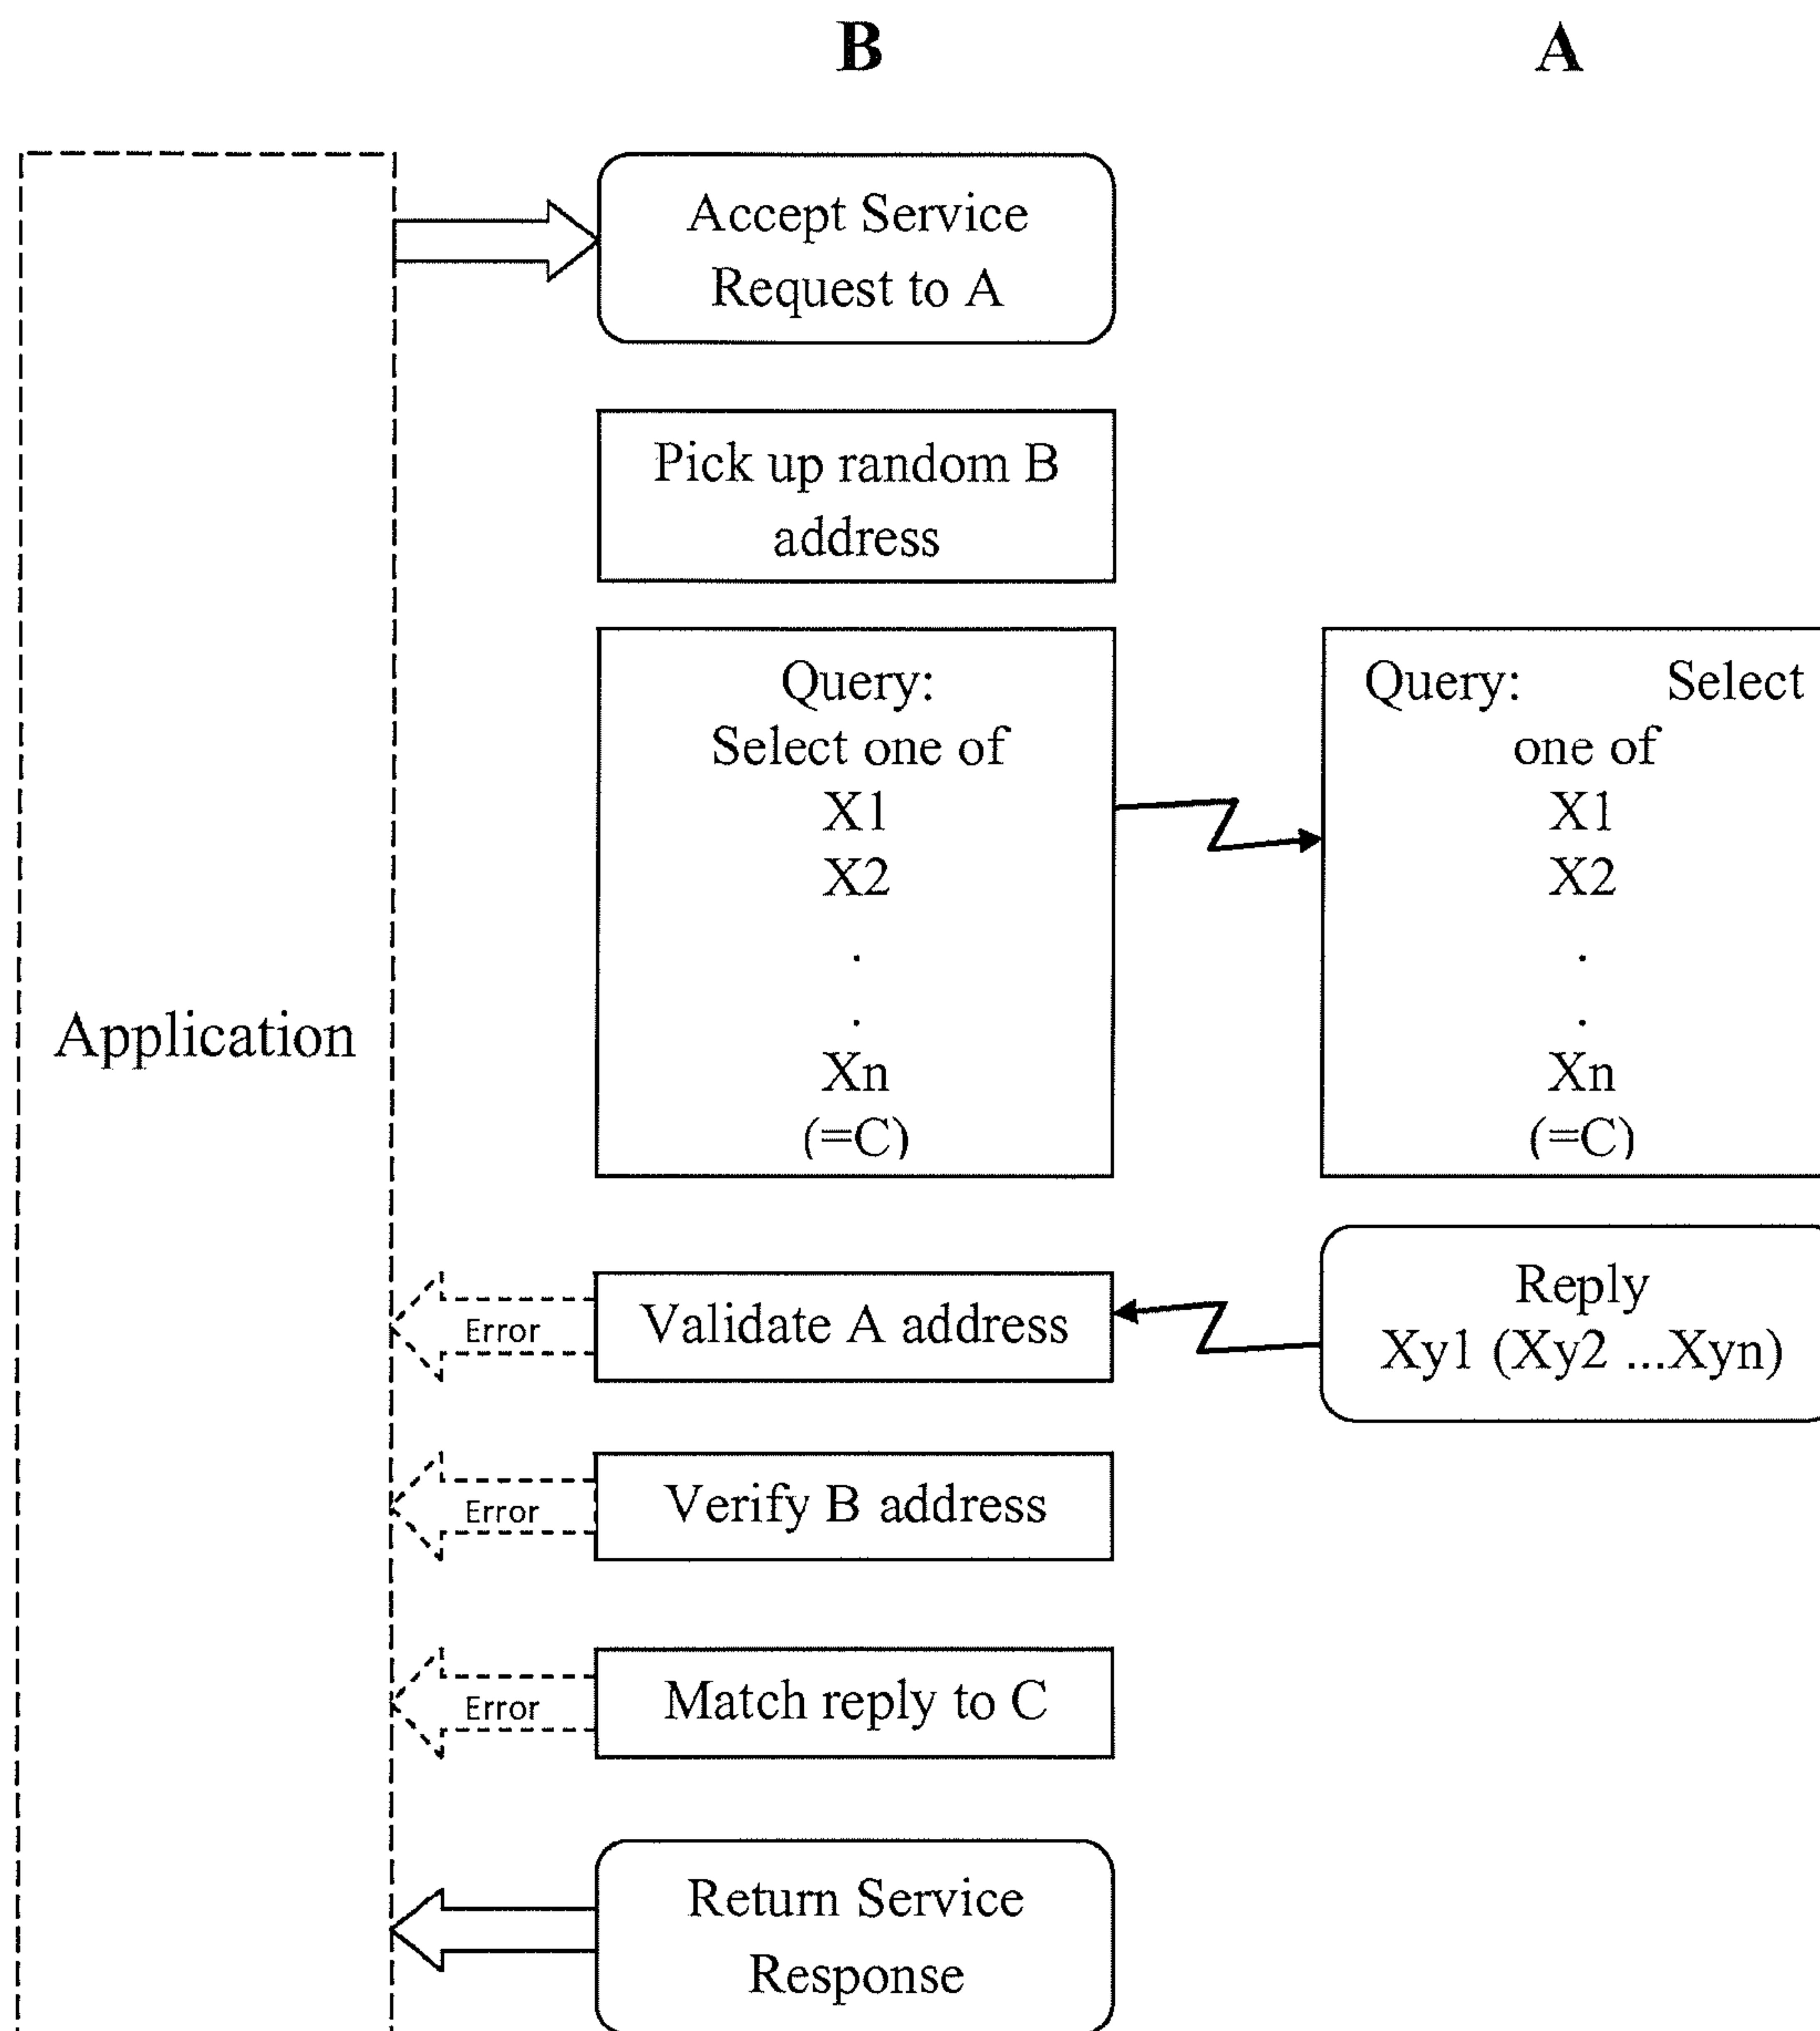 B
A
Accept Service
Request to A
Pick up random B
address
Query:
Select one of
X1
X2
.
.
Xn
(=C)
Query: Select
one of
X1
X2
.
.
Xn
(=C)
Application
Error
Validate A address
Reply
Xy1 (Xy2 ...Xyn)
Error
Verify B address
Error
Match reply to C
Return Service
Response